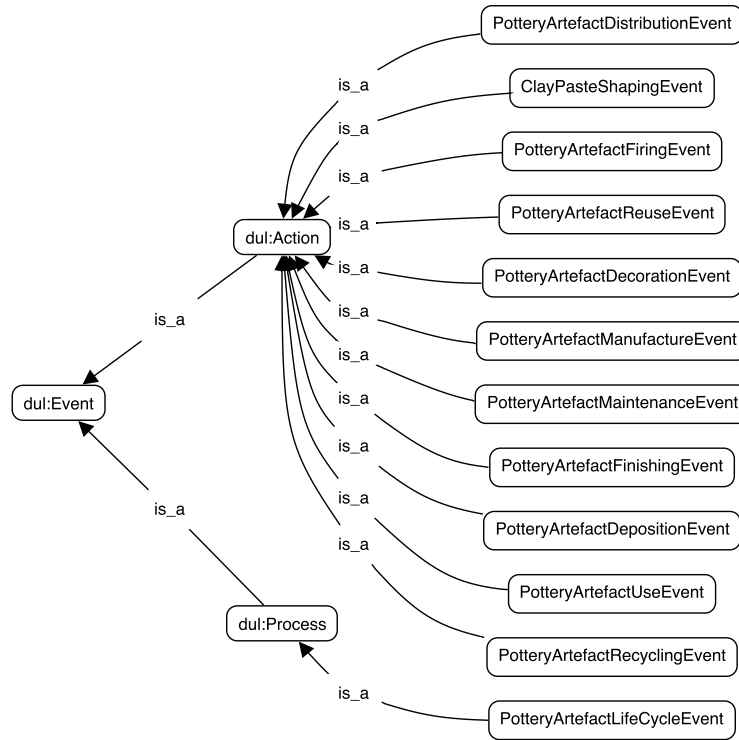 PotteryArtefactDistributionEvent
is_a
ClayPasteShapingEvent
is_a
PotteryArtefactFiringEvent
is_a
PotteryArtefactReuseEvent
is_a
dul:Action
is_a
PotteryArtefactDecorationEvent
is_a
is_a
PotteryArtefactManufactureEvent
is_a
dul:Event
is_a
PotteryArtefactMaintenanceEvent
PotteryArtefactFinishingEvent
is_a
is_a
is_a
PotteryArtefactDepositionEvent
is_a
PotteryArtefactUseEvent
dul:Process
PotteryArtefactRecyclingEvent
is_a
PotteryArtefactLifeCycleEvent